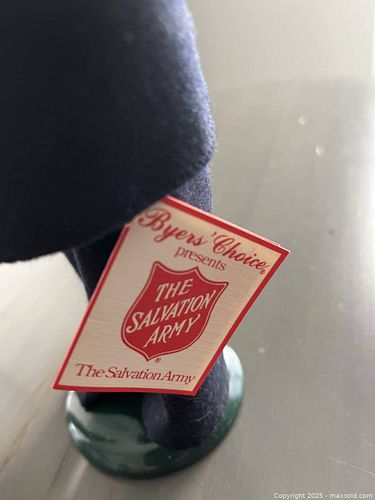 Byers' Choice®
presents
THE
SALVATION
ARMY
®
The Salvation Army
Copyright 2025 - maxsold.com